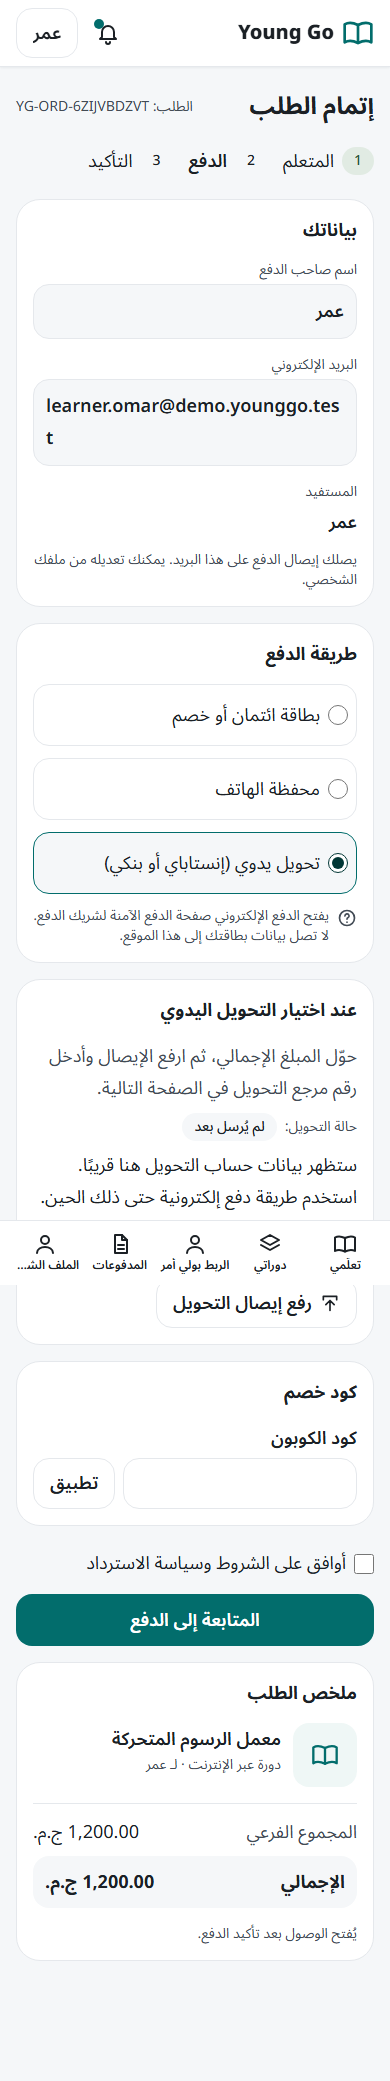 Young Go
عمر
إتمام الطلب
الطلب: YG-ORD-6ZIJVBDZVT
1 المتعلم 2 الدفع 3 التأكيد
بياناتك
اسم صاحب الدفع
عمر
البريد الإلكتروني
learner.omar@demo.younggo.tes
t
المستفيد
عمر
يصلك إيصال الدفع على هذا البريد. يمكنك تعديله من ملفك
الشخصي.
طريقة الدفع
بطاقة ائتمان أو خصم
محفظة الهاتف
تحويل يدوي (إنستاباي أو بنكي)
يفتح الدفع الإلكتروني صفحة الدفع الآمنة لشريك الدفع.
لا تصل بيانات بطاقتك إلى هذا الموقع.
عند اختيار التحويل اليدوي
حوّل المبلغ الإجمالي، ثم ارفع الإيصال وأدخل
رقم مرجع التحويل في الصفحة التالية.
حالة التحويل: لم يُرسل بعد
ستظهر بيانات حساب التحويل هنا قريبًا.
استخدم طريقة دفع إلكترونية حتى ذلك الحين.
تعلّمي
دوراتي
الربط بولي أمر
المدفوعات
الملف الشـ...
رفع إيصال التحويل
كود خصم
كود الكوبون
تطبيق
أوافق على الشروط وسياسة الاسترداد
المتابعة إلى الدفع
ملخص الطلب
معمل الرسوم المتحركة
دورة عبر الإنترنت · لـ عمر
المجموع الفرعي 1,200.00 ج.م.
الإجمالي 1,200.00 ج.م.
يُفتح الوصول بعد تأكيد الدفع.